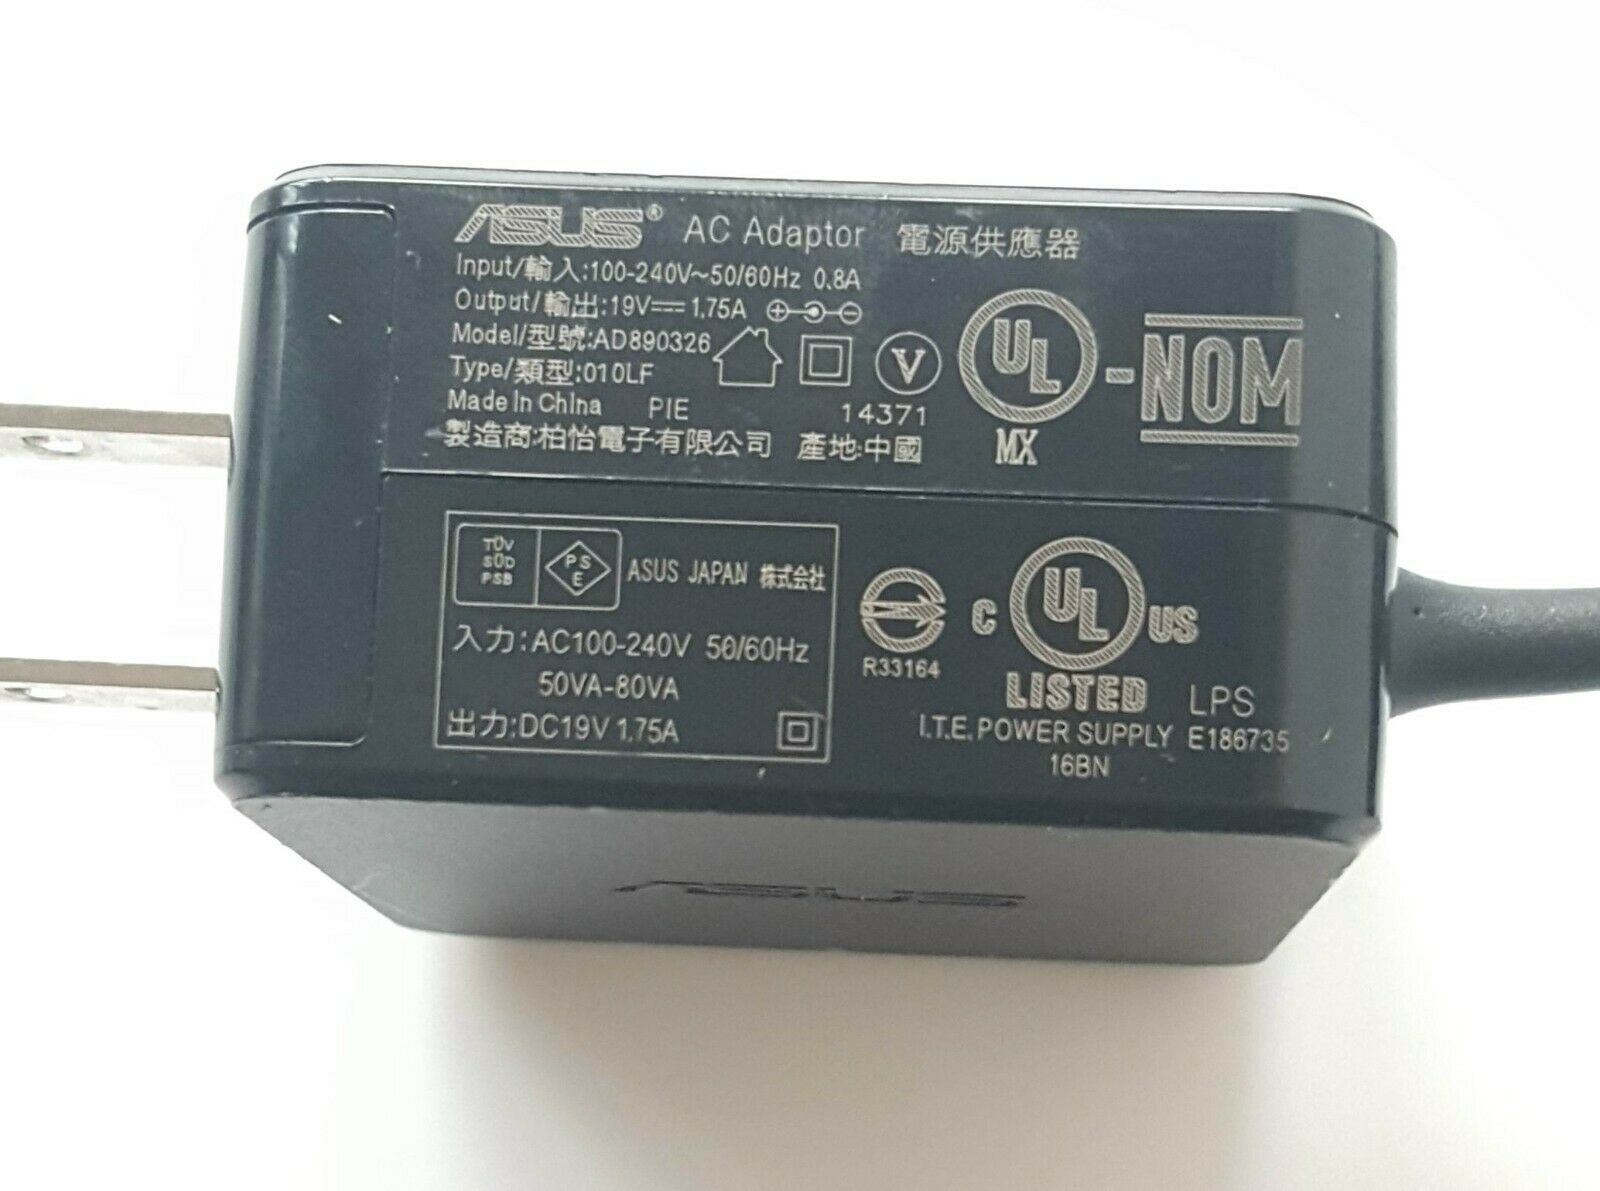 ASUS® AC Adaptor 電源供應器
Input/輸入:100-240V~50/60Hz 0.8A
Output/輸出:19V⎓1.75A
Model/型號:AD890326
Type/類型:010LF
Made In China PIE
14371
製造商:柏怡電子有限公司 產地:中國
V
UL
MX
-NOM
TÜV
SÜD
PSB
PS
E
ASUS JAPAN 株式会社
入力:AC100-240V 50/60Hz
50VA-80VA
出力:DC19V 1.75A
R33164
C UL US
LISTED LPS
I.T.E. POWER SUPPLY E186735
16BN
ASUS